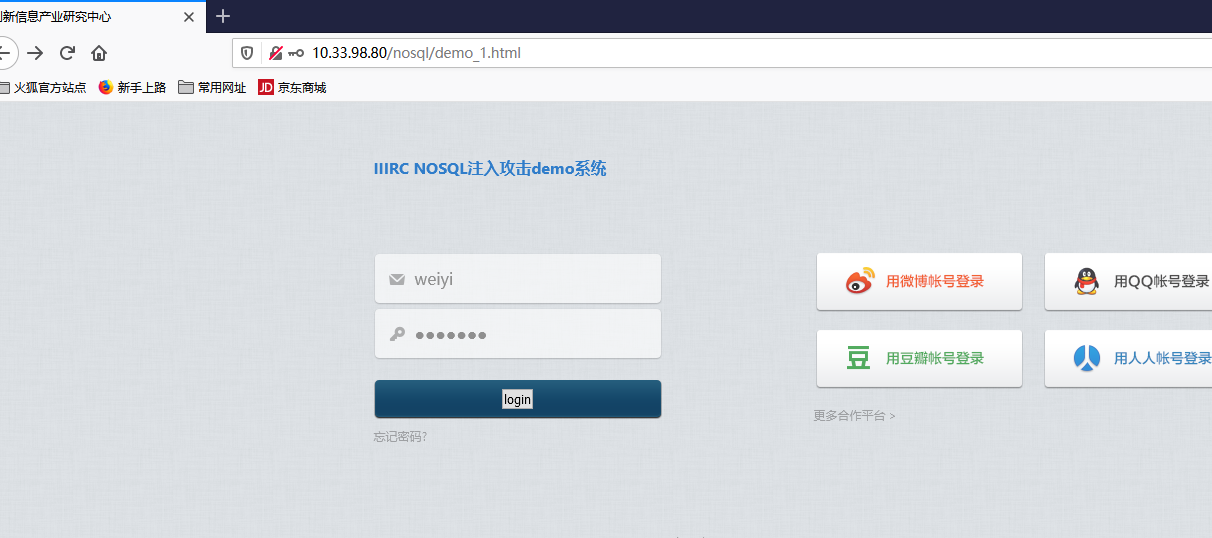 创新信息产业研究中心
10.33.98.80/nosql/demo_1.html
火狐官方站点 新手上路 常用网址 JD 京东商城
IIIRC NOSQL注入攻击demo系统
weiyi
用微博帐号登录 用QQ帐号登录
login
用豆瓣帐号登录 用人人帐号登录
更多合作平台 >
忘记密码?